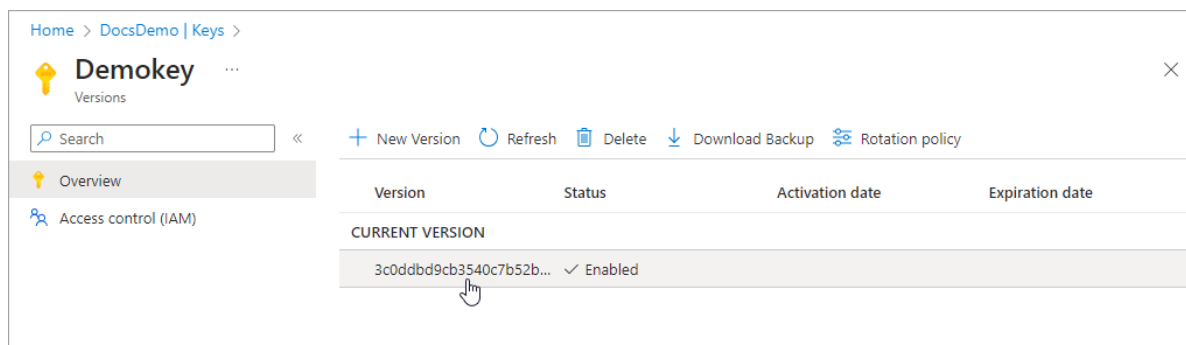 Home > DocsDemo | Keys >
Demokey ...
Versions
Search «
+ New Version Refresh Delete Download Backup Rotation policy
Overview
Access control (IAM)
Version Status Activation date Expiration date
CURRENT VERSION
3c0ddbd9cb3540c7b52b... ✓ Enabled